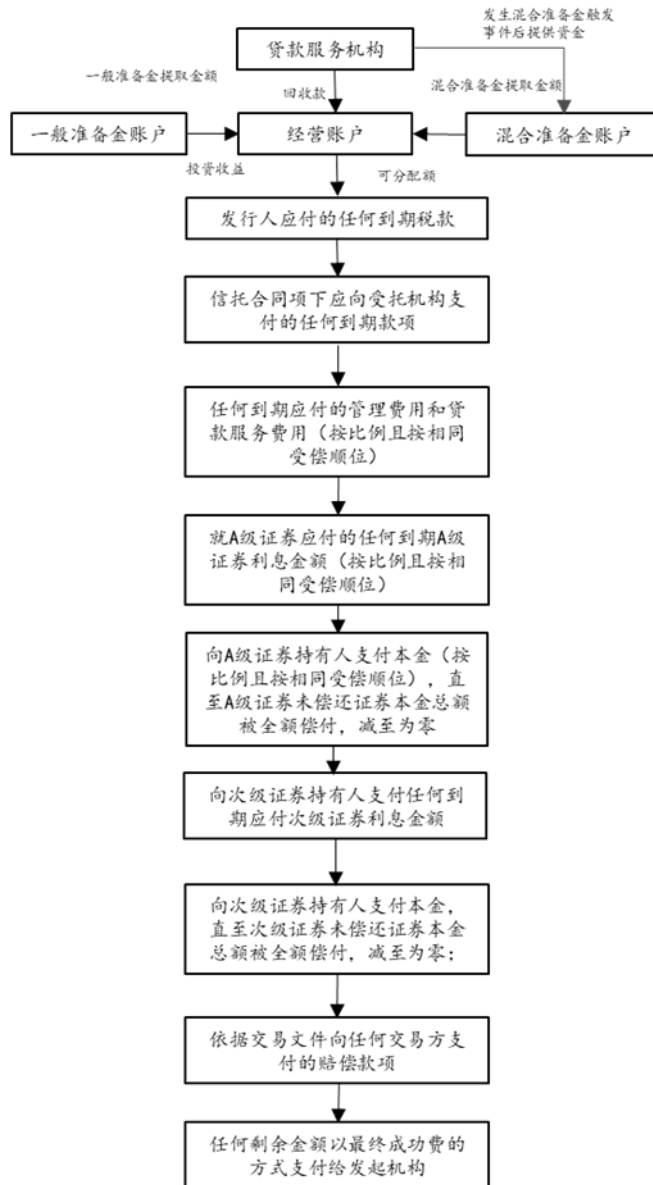 发生混合准备金触发
事件后提供资金
贷款服务机构
一般准备金提取金额
回收款
混合准备金提取金额
一般准备金账户
经营账户
混合准备金账户
投资收益
可分配额
发行人应付的任何到期税款
信托合同项下应向受托机构支
付的任何到期款项
任何到期应付的管理费用和贷
款服务费用（按比例且按相同
受偿顺位）
就A级证券应付的任何到期A级
证券利息金额（按比例且按相
同受偿顺位）
向A级证券持有人支付本金（按
比例且按相同受偿顺位），直
至A级证券未偿还证券本金总额
被全额偿付，减至为零
向次级证券持有人支付任何到
期应付次级证券利息金额
向次级证券持有人支付本金，
直至次级证券未偿还证券本金
总额被全额偿付，减至为零；
依据交易文件向任何交易方支
付的赔偿款项
任何剩余金额以最终成功费的
方式支付给发起机构